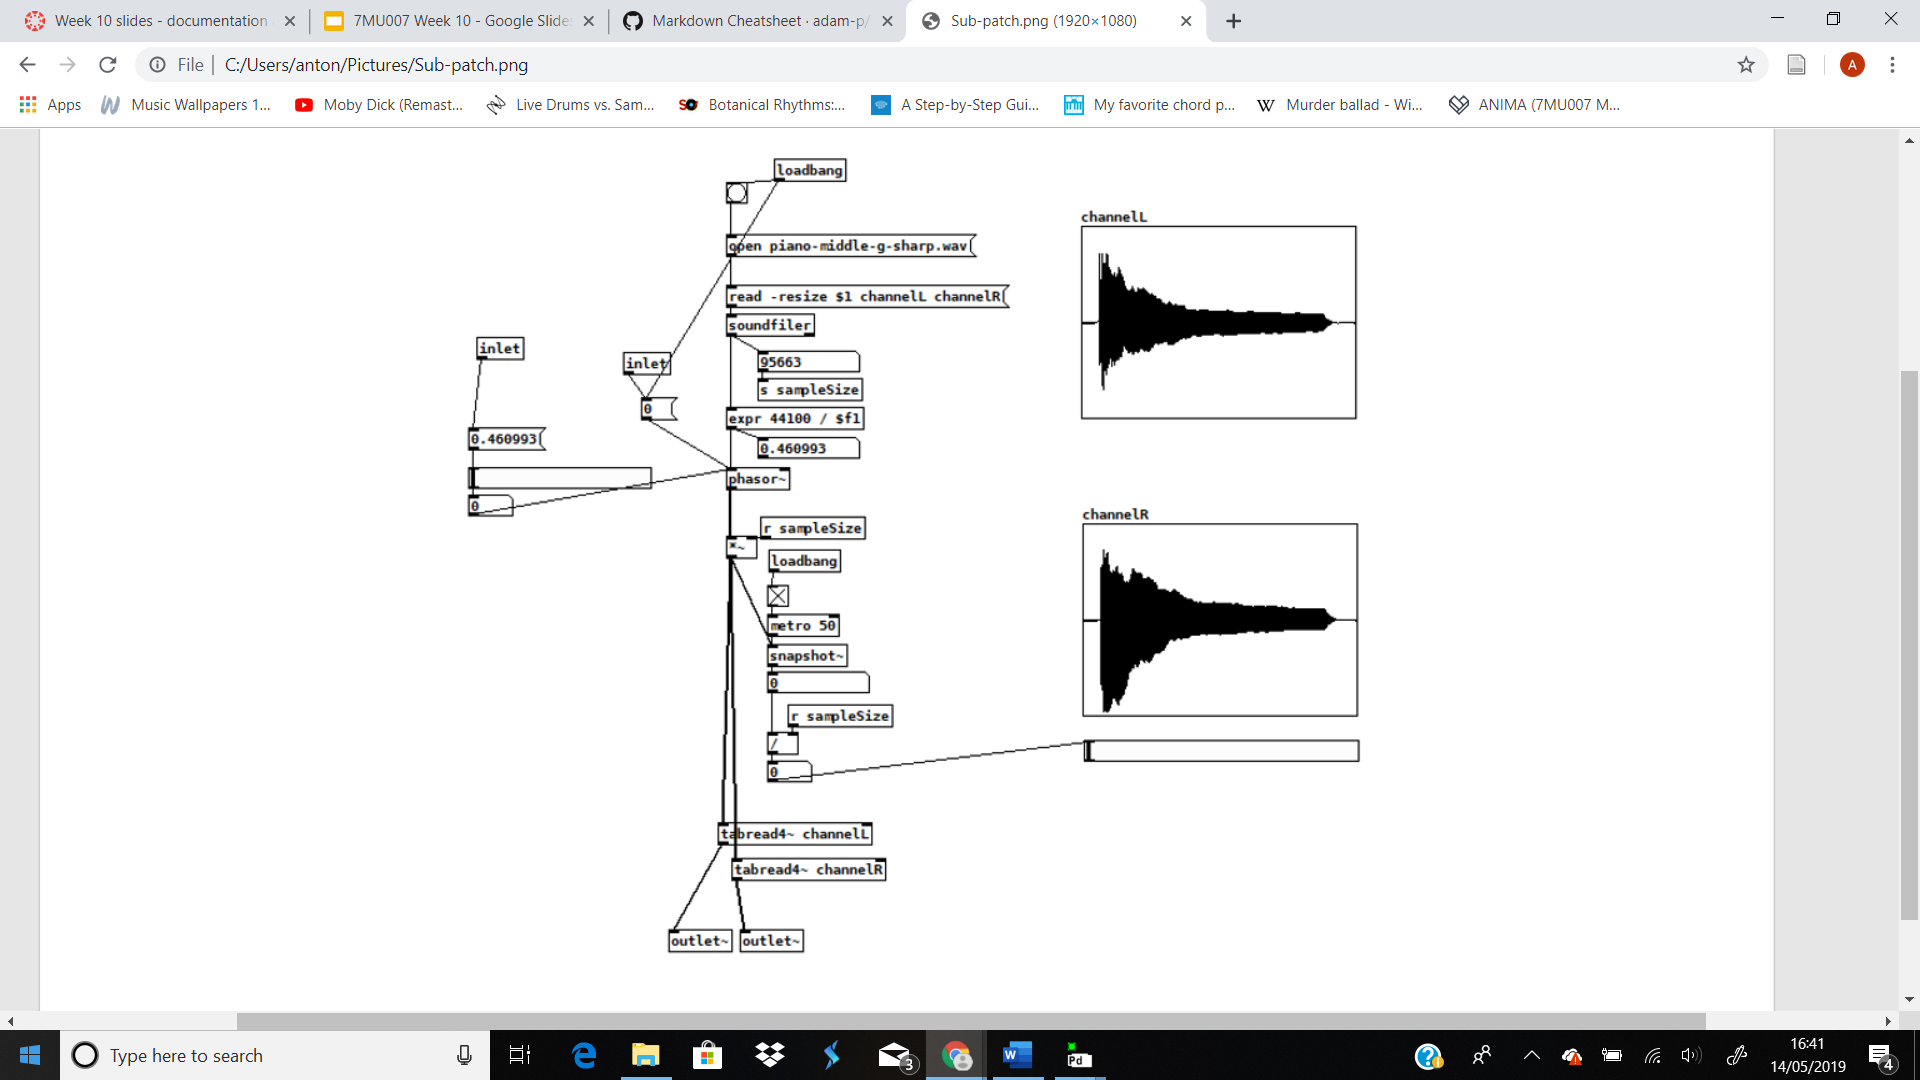 Week 10 slides - documentation
7MU007 Week 10 - Google Slide
Markdown Cheatsheet · adam-p/
Sub-patch.png (1920×1080)
File
C:/Users/anton/Pictures/Sub-patch.png
A
Apps
Music Wallpapers 1...
Moby Dick (Remast...
Live Drums vs. Sam...
Botanical Rhythms:...
A Step-by-Step Gui...
My favorite chord p...
Murder ballad - Wi...
ANIMA (7MU007 M...
loadbang
open piano-middle-g-sharp.wav
read -resize $1 channelL channelR
soundfiler
95663
s sampleSize
expr 44100 / $f1
0.460993
inlet
0.460993
0
inlet
0
phasor~
r sampleSize
*~
loadbang
metro 50
snapshot~
0
r sampleSize
/
0
tabread4~ channelL
tabread4~ channelR
outlet~
outlet~
channelL
channelR
Type here to search
3
W
Pd
16:41
14/05/2019
4